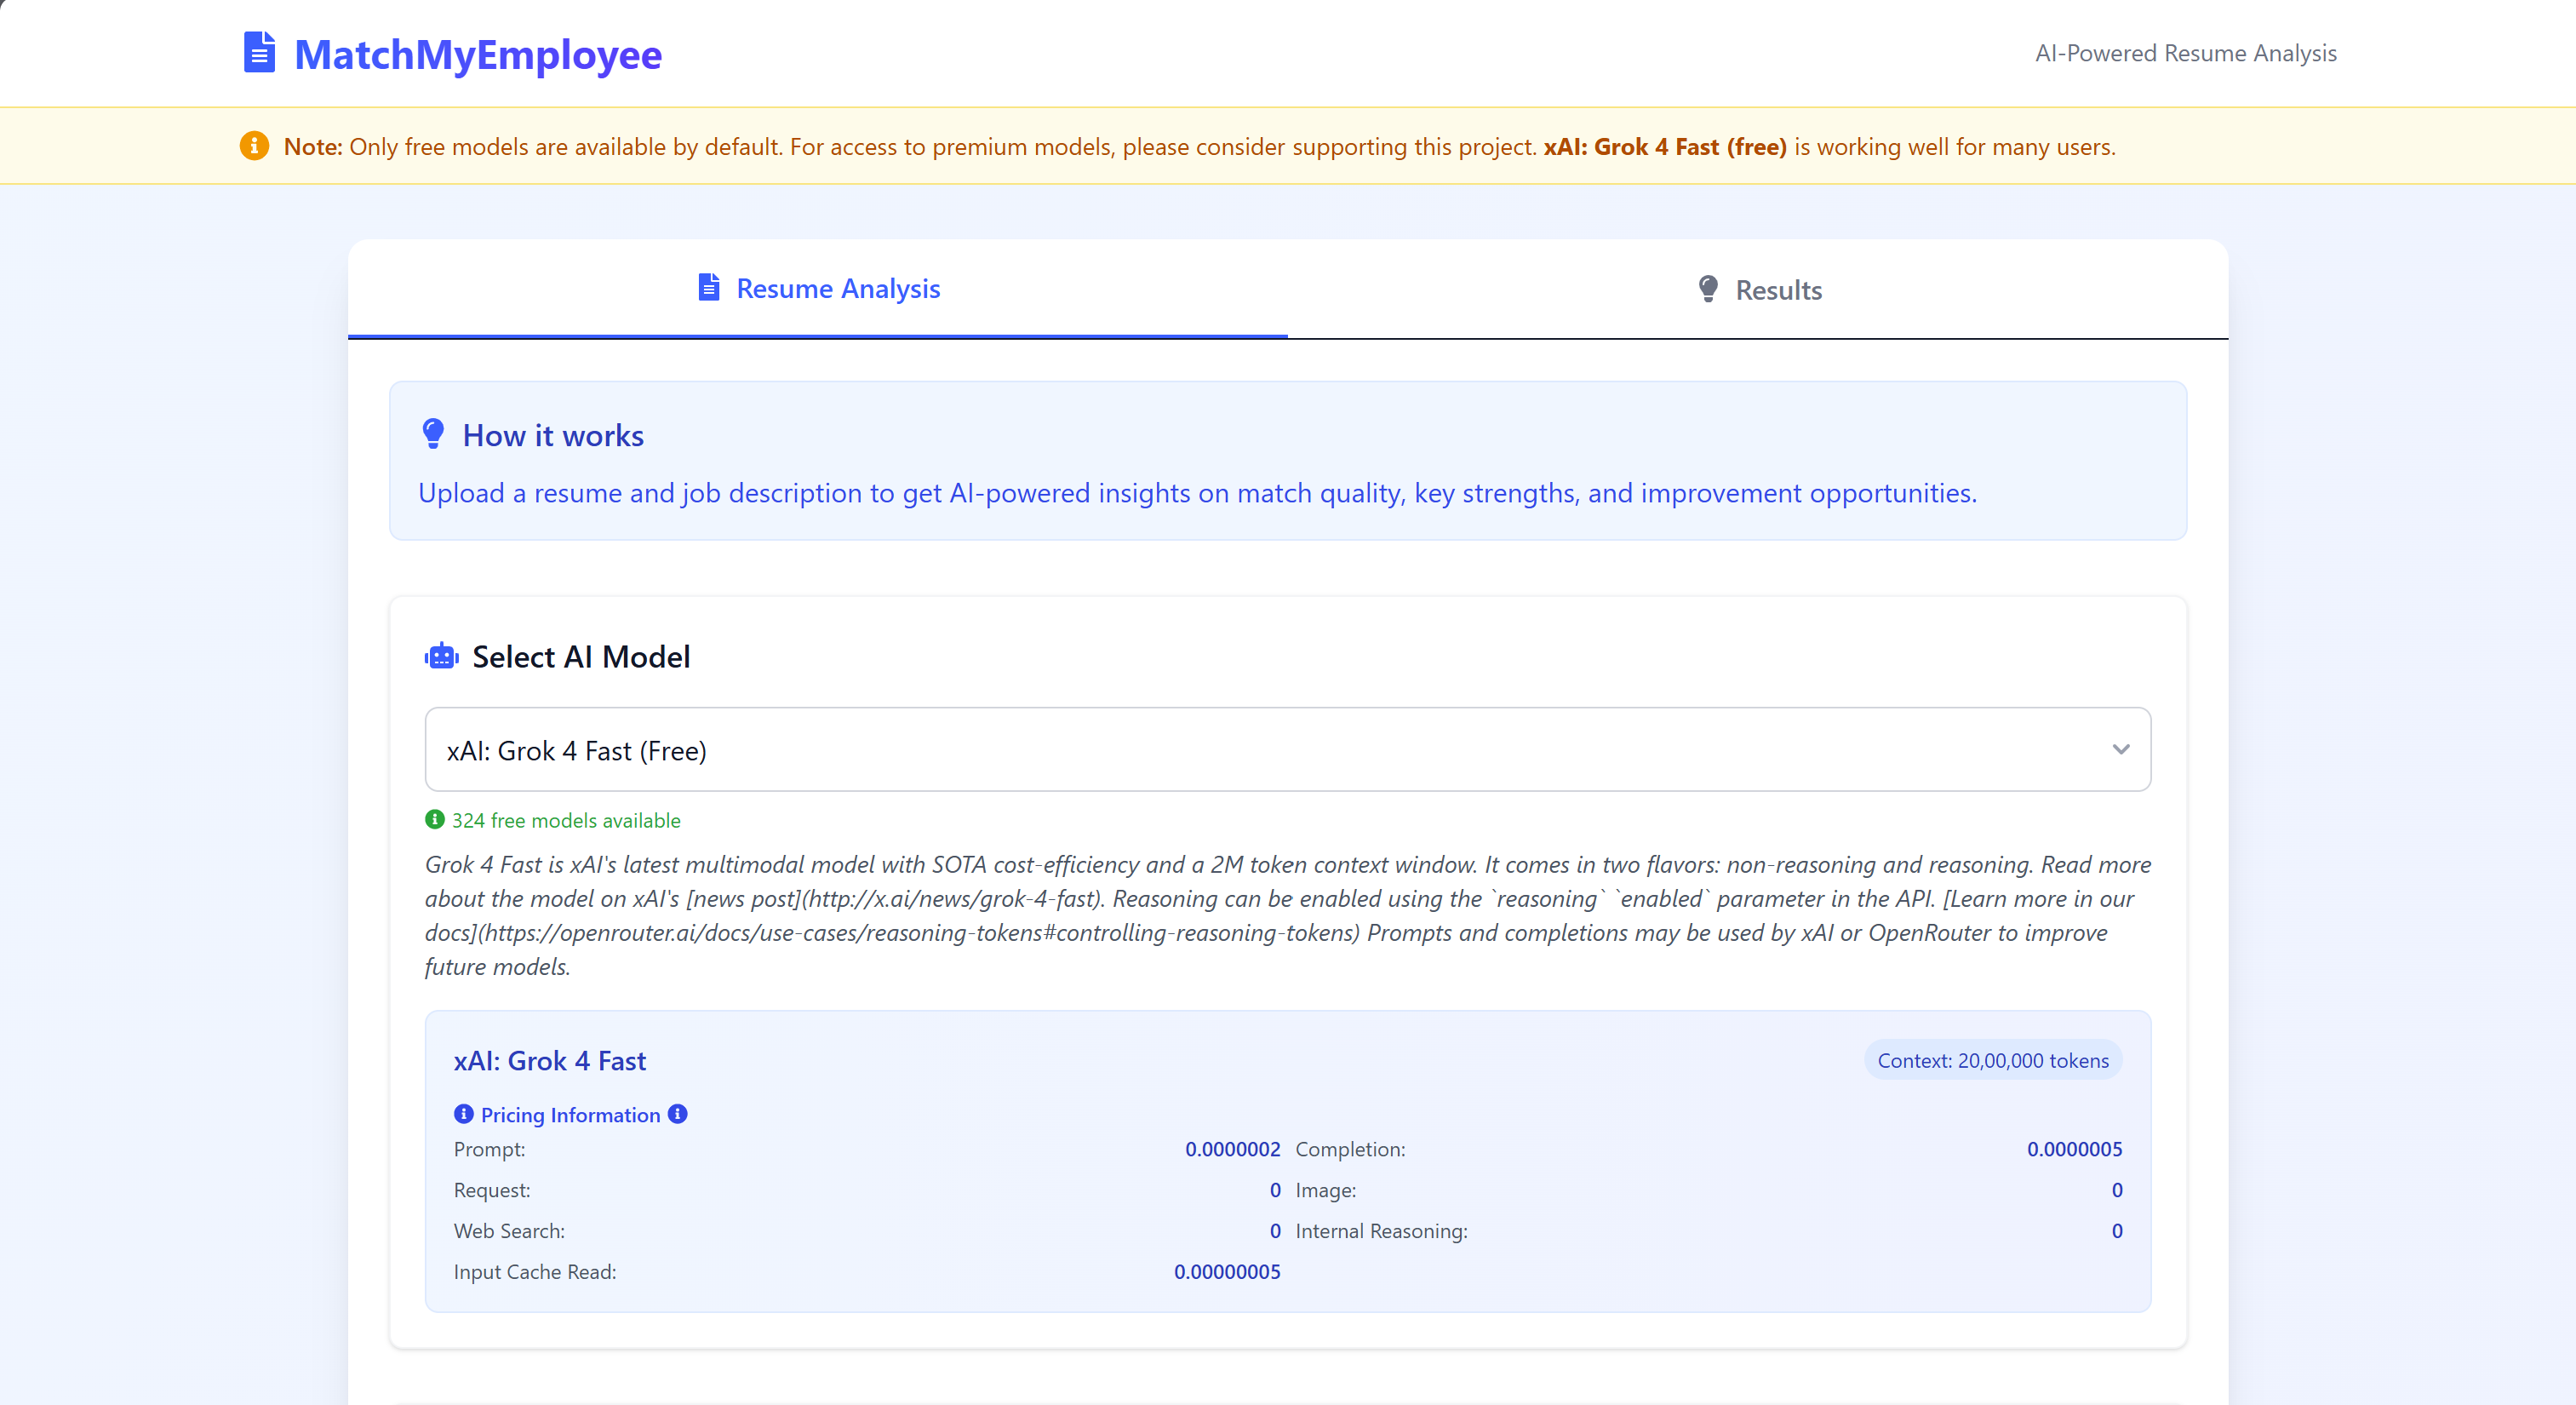 MatchMyEmployee
AI-Powered Resume Analysis
Note: Only free models are available by default. For access to premium models, please consider supporting this project. xAI: Grok 4 Fast (free) is working well for many users.
Resume Analysis
Results
How it works
Upload a resume and job description to get AI-powered insights on match quality, key strengths, and improvement opportunities.
Select AI Model
xAI: Grok 4 Fast (Free)
324 free models available
Grok 4 Fast is xAI's latest multimodal model with SOTA cost-efficiency and a 2M token context window. It comes in two flavors: non-reasoning and reasoning. Read more
about the model on xAI's [news post](http://x.ai/news/grok-4-fast). Reasoning can be enabled using the `reasoning` `enabled` parameter in the API. [Learn more in our
docs](https://openrouter.ai/docs/use-cases/reasoning-tokens#controlling-reasoning-tokens) Prompts and completions may be used by xAI or OpenRouter to improve
future models.
xAI: Grok 4 Fast
Context: 20,00,000 tokens
Pricing Information
Prompt: 0.0000002 Completion: 0.0000005
Request: 0 Image: 0
Web Search: 0 Internal Reasoning: 0
Input Cache Read: 0.00000005